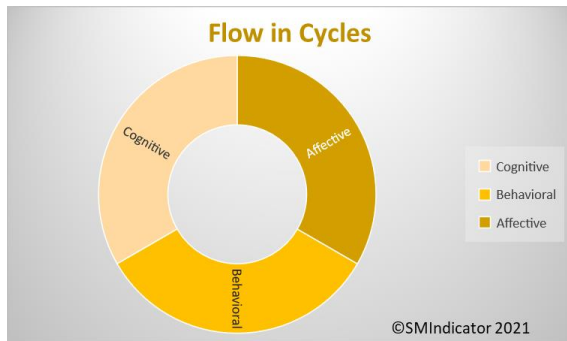 Flow in Cycles
Cognitive
Affective
Behavioral
Cognitive
Behavioral
Affective
©SMIndicator 2021